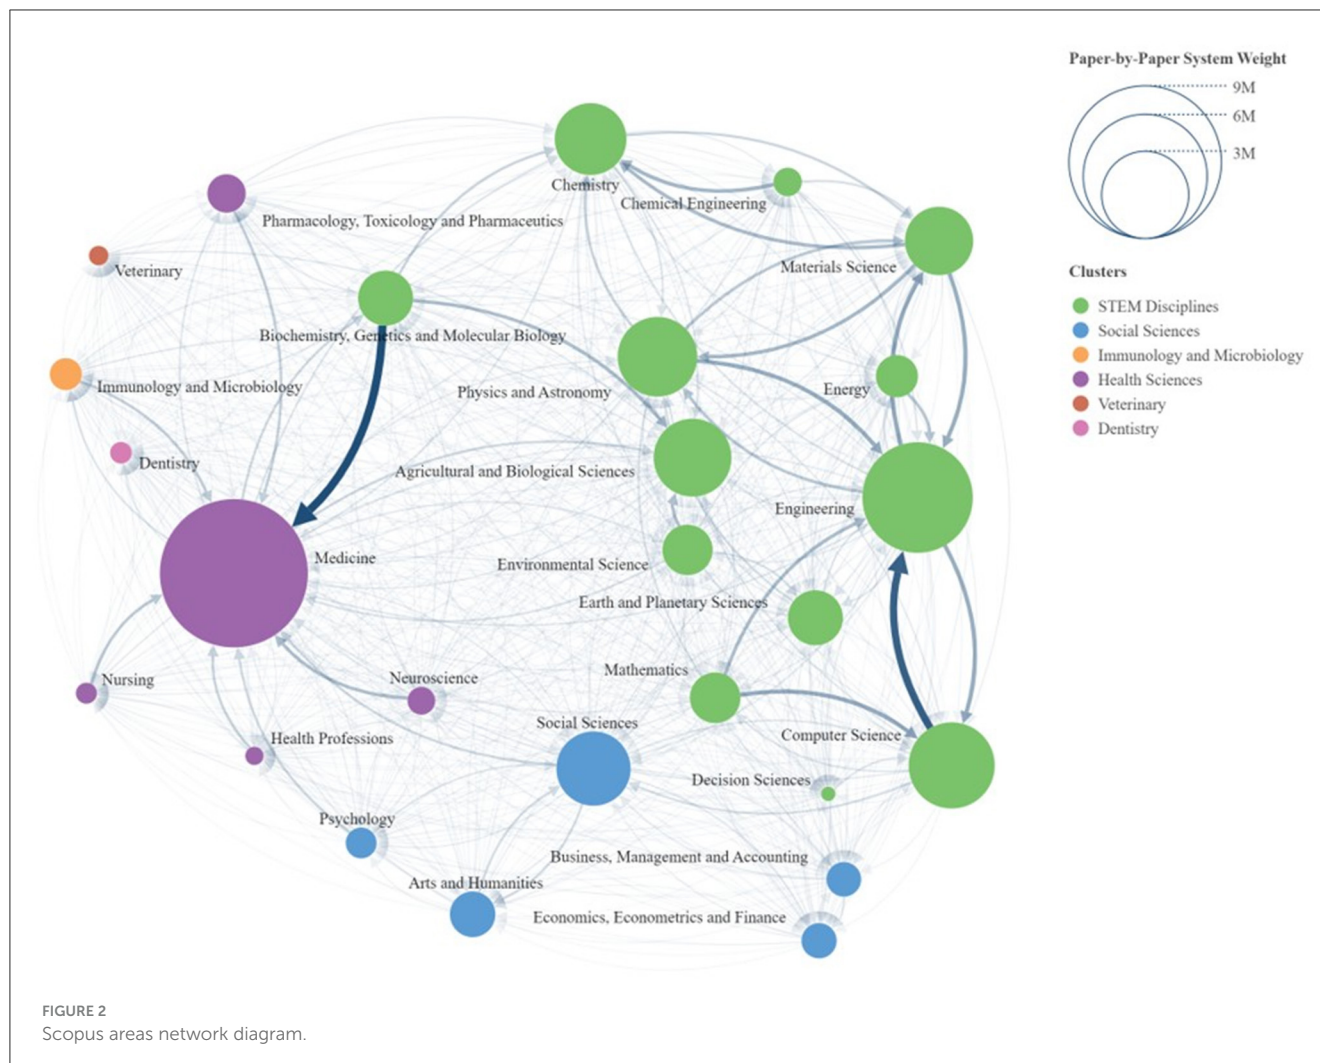 Paper-by-Paper System Weight
9M
6M
3M
Chemistry
Chemical Engineering
Pharmacology, Toxicology and Pharmaceutics
Materials Science
Veterinary
Biochemistry, Genetics and Molecular Biology
Immunology and Microbiology
Physics and Astronomy
Energy
Dentistry
Agricultural and Biological Sciences
Engineering
Medicine
Environmental Science
Earth and Planetary Sciences
Mathematics
Nursing
Neuroscience
Social Sciences
Health Professions
Computer Science
Decision Sciences
Psychology
Business, Management and Accounting
Arts and Humanities
Economics, Econometrics and Finance
Clusters
STEM Disciplines
Social Sciences
Immunology and Microbiology
Health Sciences
Veterinary
Dentistry
FIGURE 2
Scopus areas network diagram.